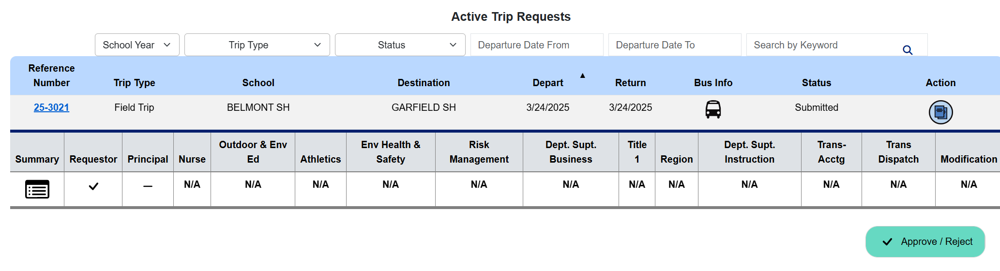 Active Trip Requests
School Year Trip Type Status Departure Date From Departure Date To Search by Keyword
Reference
Number Trip Type School Destination Depart ▲ Return Bus Info Status Action
25-3021 Field Trip BELMONT SH GARFIELD SH 3/24/2025 3/24/2025 Submitted
Outdoor & Env Env Health & Risk Dept. Supt. Title Dept. Supt. Trans- Trans
Summary Requestor Principal Nurse Ed Athletics Safety Management Business 1 Region Instruction Acctg Dispatch Modification
— N/A N/A N/A N/A N/A N/A N/A N/A N/A N/A N/A N/A
Approve / Reject